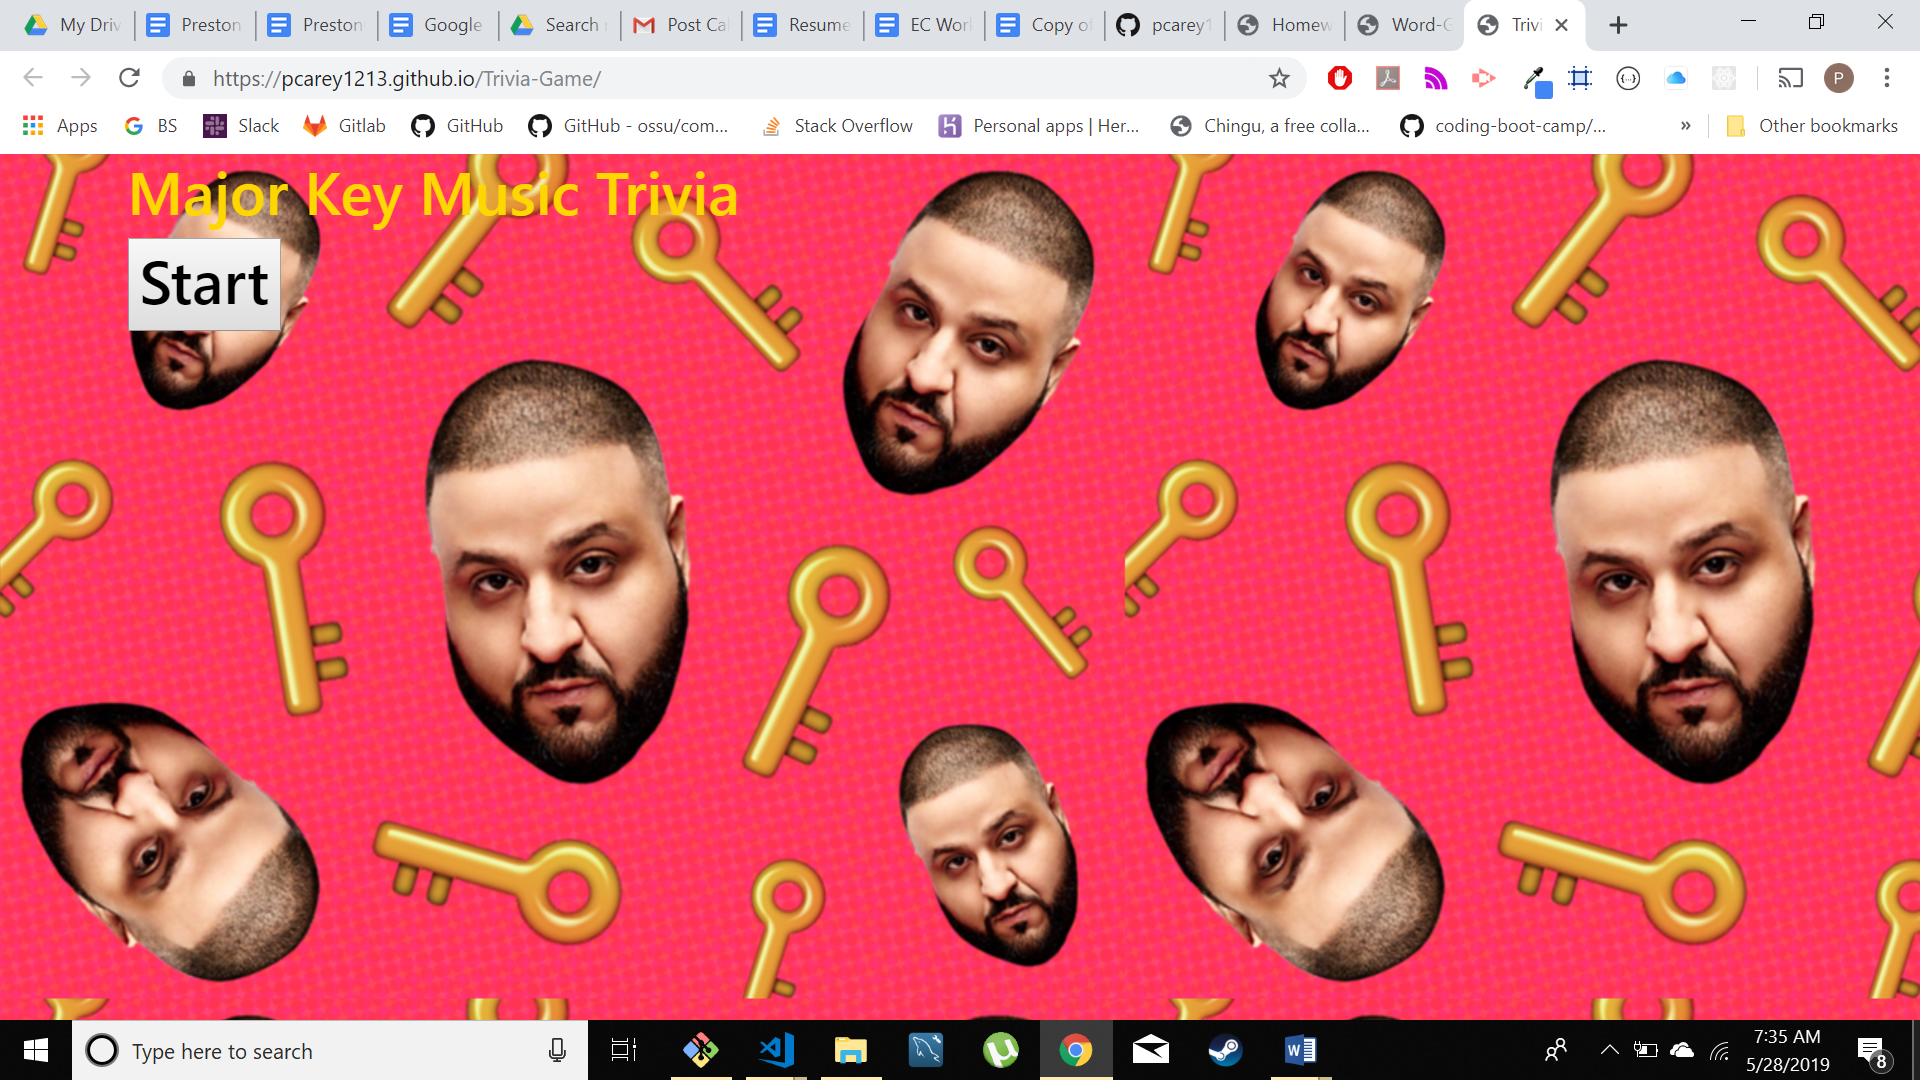 My Driv
Preston
Preston
Google
Search r
Post Cal
Resume
EC Work
Copy of
pcarey1
Homew
Word-G
Trivi
https://pcarey1213.github.io/Trivia-Game/
P
Apps
BS
Slack
Gitlab
GitHub
GitHub - ossu/com...
Stack Overflow
Personal apps | Her...
Chingu, a free colla...
coding-boot-camp/...
»
Other bookmarks
Major Key Music Trivia
Start
Type here to search
7:35 AM
5/28/2019
8